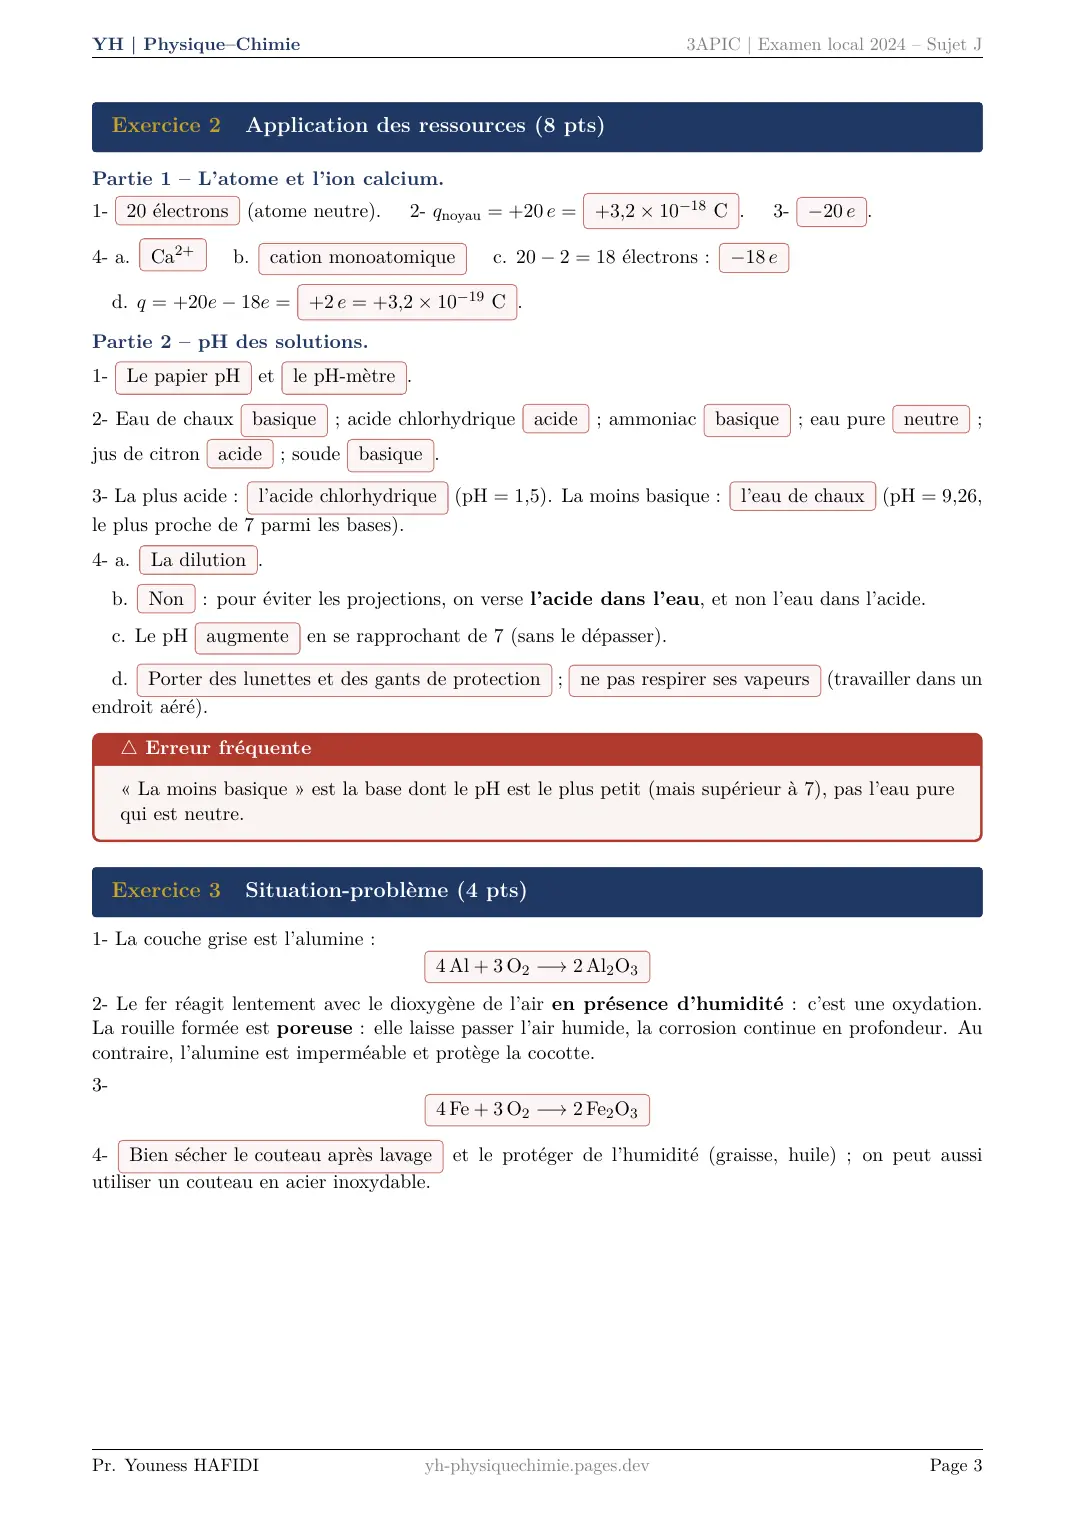 YH | Physique–Chimie
3APIC | Examen local 2024 – Sujet J
Exercice 2 Application des ressources (8 pts)
Partie 1 – L'atome et l'ion calcium.
1- 20 électrons (atome neutre). 2- q_noyau = +20 e = +3,2 × 10⁻¹⁸ C . 3- −20 e .
4- a. Ca²⁺ b. cation monoatomique c. 20 − 2 = 18 électrons : −18 e
d. q = +20e − 18e = +2 e = +3,2 × 10⁻¹⁹ C .
Partie 2 – pH des solutions.
1- Le papier pH et le pH-mètre .
2- Eau de chaux basique ; acide chlorhydrique acide ; ammoniac basique ; eau pure neutre ;
jus de citron acide ; soude basique .
3- La plus acide : l'acide chlorhydrique (pH = 1,5). La moins basique : l'eau de chaux (pH = 9,26,
le plus proche de 7 parmi les bases).
4- a. La dilution .
b. Non : pour éviter les projections, on verse l'acide dans l'eau, et non l'eau dans l'acide.
c. Le pH augmente en se rapprochant de 7 (sans le dépasser).
d. Porter des lunettes et des gants de protection ; ne pas respirer ses vapeurs (travailler dans un
endroit aéré).
△ Erreur fréquente
« La moins basique » est la base dont le pH est le plus petit (mais supérieur à 7), pas l'eau pure
qui est neutre.
Exercice 3 Situation-problème (4 pts)
1- La couche grise est l'alumine :
4 Al + 3 O₂ ⟶ 2 Al₂O₃
2- Le fer réagit lentement avec le dioxygène de l'air en présence d'humidité : c'est une oxydation.
La rouille formée est poreuse : elle laisse passer l'air humide, la corrosion continue en profondeur. Au
contraire, l'alumine est imperméable et protège la cocotte.
3-
4 Fe + 3 O₂ ⟶ 2 Fe₂O₃
4- Bien sécher le couteau après lavage et le protéger de l'humidité (graisse, huile) ; on peut aussi
utiliser un couteau en acier inoxydable.
Pr. Youness HAFIDI
yh-physiquechimie.pages.dev
Page 3